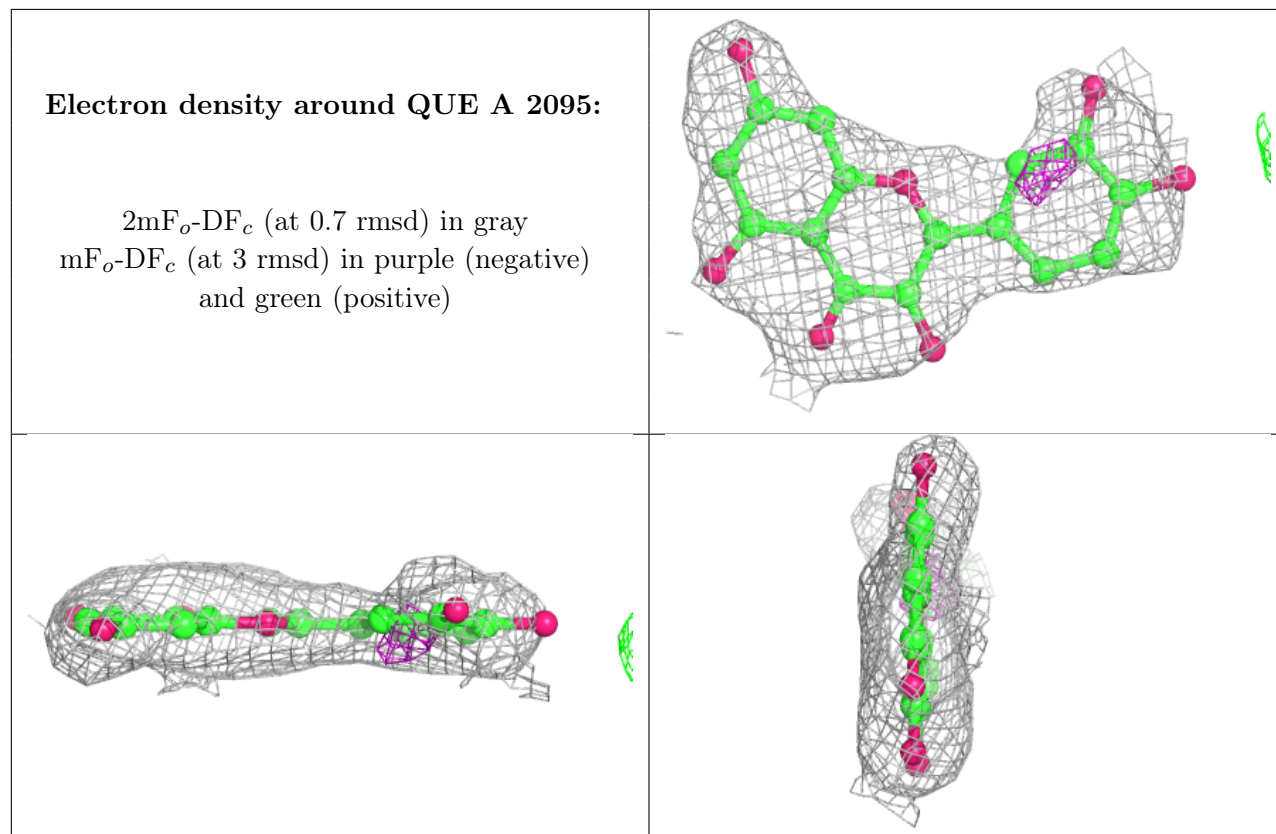 Electron density around QUE A 2095:
2mFo-DFc (at 0.7 rmsd) in gray
mFo-DFc (at 3 rmsd) in purple (negative)
and green (positive)